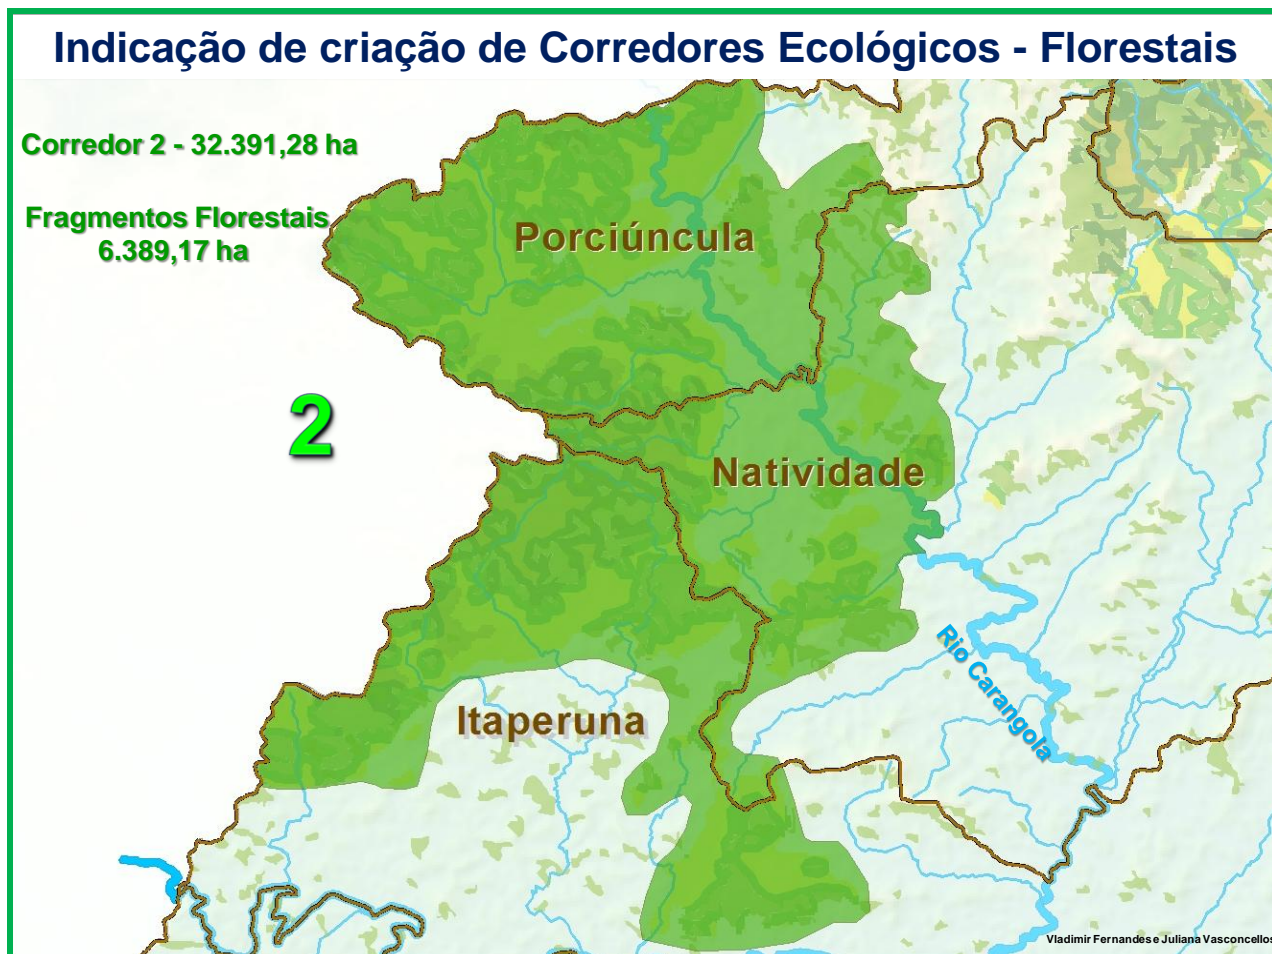 Indicação de criação de Corredores Ecológicos - Florestais
Corredor 2 - 32.391,28 ha
Fragmentos Florestais
6.389,17 ha
Porciúncula
2
Natividade
Rio Carangola
Itaperuna
Vladimir Fernandes e Juliana Vasconcellos